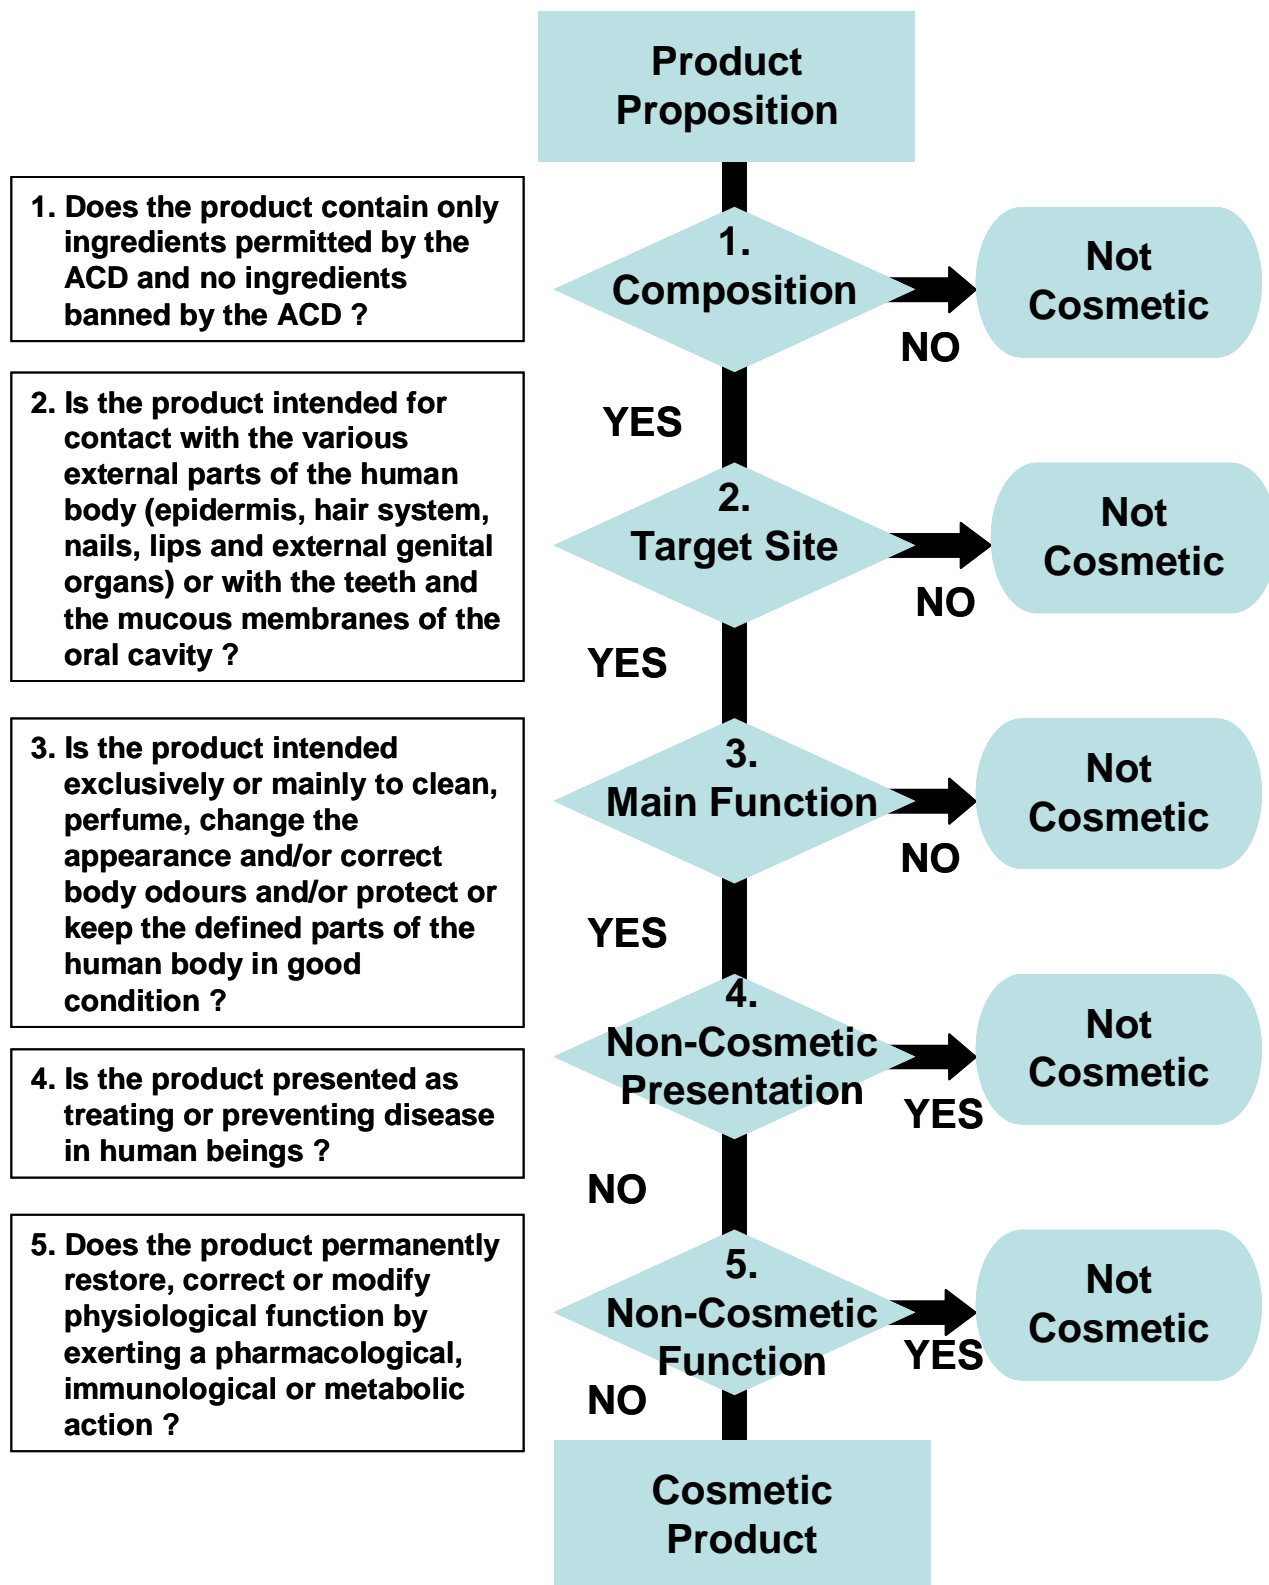 Product
Proposition
1. Does the product contain only
ingredients permitted by the
ACD and no ingredients
banned by the ACD ?
1.
Composition
Not
Cosmetic
NO
YES
2. Is the product intended for
contact with the various
external parts of the human
body (epidermis, hair system,
nails, lips and external genital
organs) or with the teeth and
the mucous membranes of the
oral cavity ?
2.
Target Site
Not
Cosmetic
NO
YES
3. Is the product intended
exclusively or mainly to clean,
perfume, change the
appearance and/or correct
body odours and/or protect or
keep the defined parts of the
human body in good
condition ?
3.
Main Function
Not
Cosmetic
NO
YES
4. Is the product presented as
treating or preventing disease
in human beings ?
4.
Non-Cosmetic
Presentation
Not
Cosmetic
YES
NO
5. Does the product permanently
restore, correct or modify
physiological function by
exerting a pharmacological,
immunological or metabolic
action ?
5.
Non-Cosmetic
Function
Not
Cosmetic
YES
NO
Cosmetic
Product